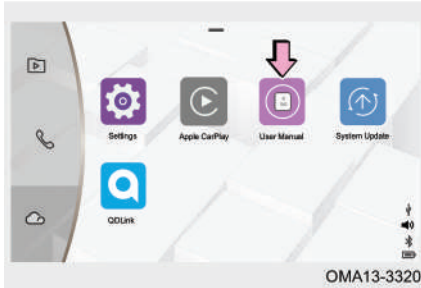 Settings
Apple CarPlay
User Manual
System Update
QDLink
OMA13-3320